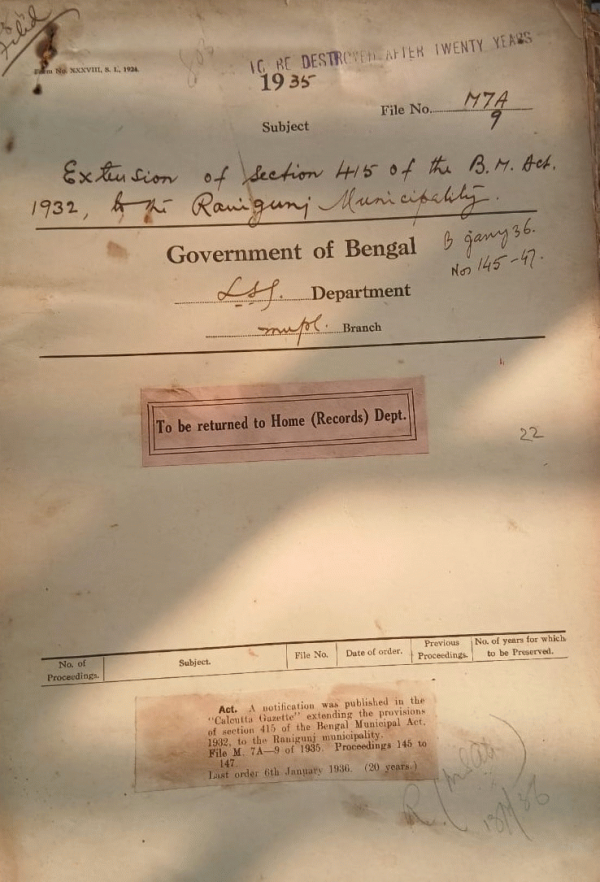 Filed
Form No. XXXVIII, S. L., 1934.
TO BE DESTROYED AFTER TWENTY YEARS
1935
File No. M7A
9
Subject
Extension of section 415 of the B. M. Act.
1932, to the Ranigunj Municipality.
Government of Bengal
B Jany 36.
Nos 145-47.
LSG. Department
Mupl. Branch
To be returned to Home (Records) Dept.
22
No. of Proceedings. Subject. File No. Date of order. Previous Proceedings. No. of years for which to be Preserved.
Act. A notification was published in the
"Calcutta Gazette" extending the provisions
of section 415 of the Bengal Municipal Act,
1932, to the Ranigunj municipality.
File M. 7A—9 of 1935. Proceedings 145 to
147.
Last order 6th January 1936. (20 years.)